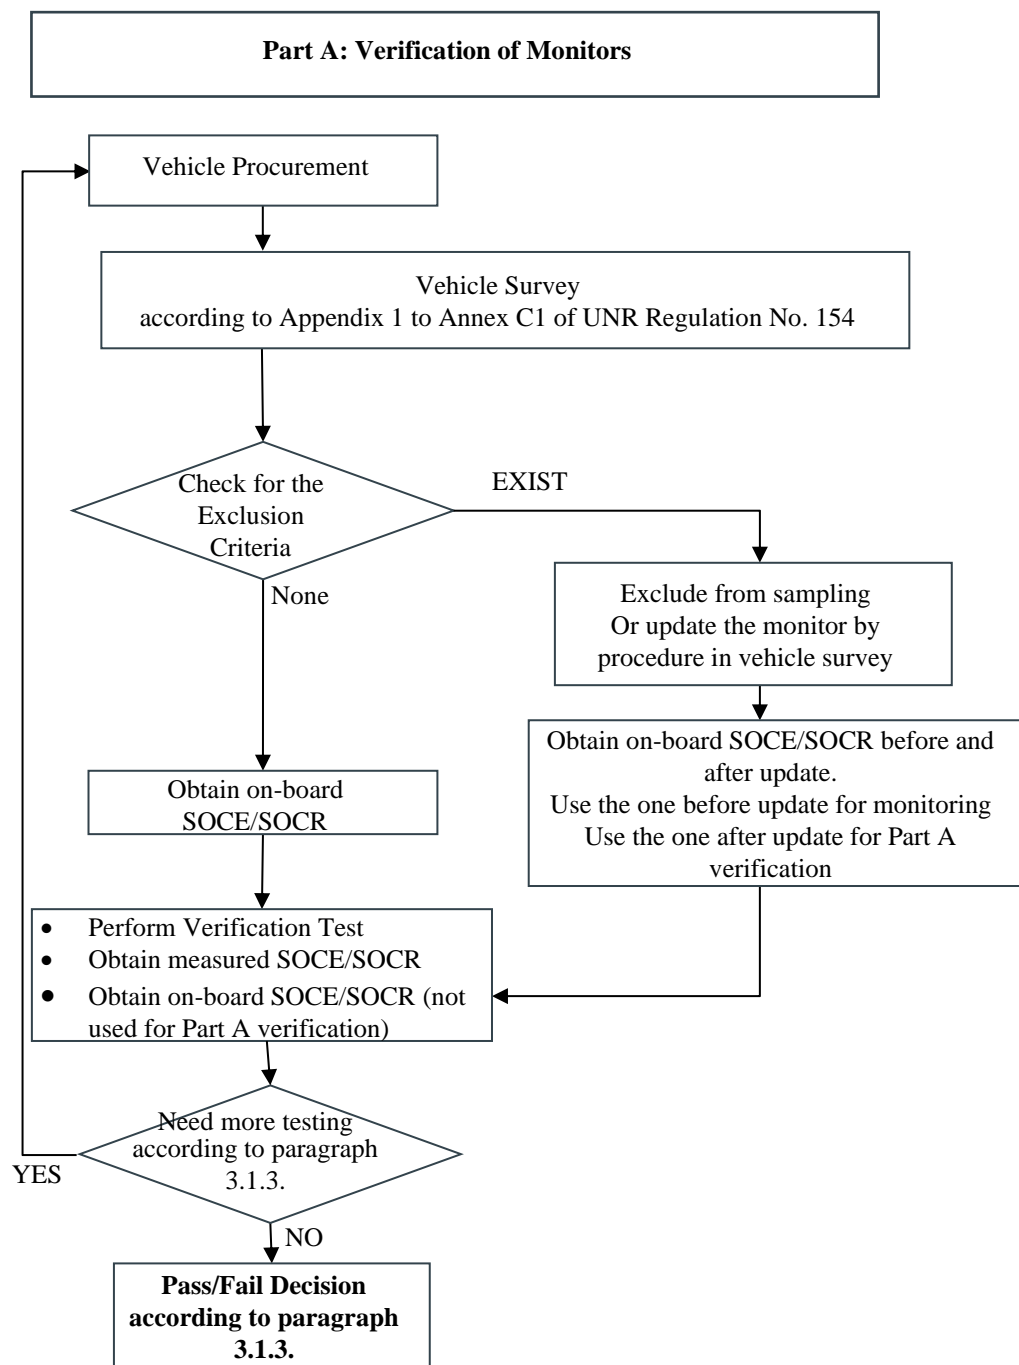 Part A: Verification of Monitors
Vehicle Procurement
Vehicle Survey
according to Appendix 1 to Annex C1 of UNR Regulation No. 154
Check for the
Exclusion
Criteria
EXIST
None
Exclude from sampling
Or update the monitor by
procedure in vehicle survey
Obtain on-board SOCE/SOCR before and
after update.
Use the one before update for monitoring
Use the one after update for Part A
verification
Obtain on-board
SOCE/SOCR
• Perform Verification Test
• Obtain measured SOCE/SOCR
• Obtain on-board SOCE/SOCR (not
used for Part A verification)
Need more testing
according to paragraph
3.1.3.
YES
NO
Pass/Fail Decision
according to paragraph
3.1.3.